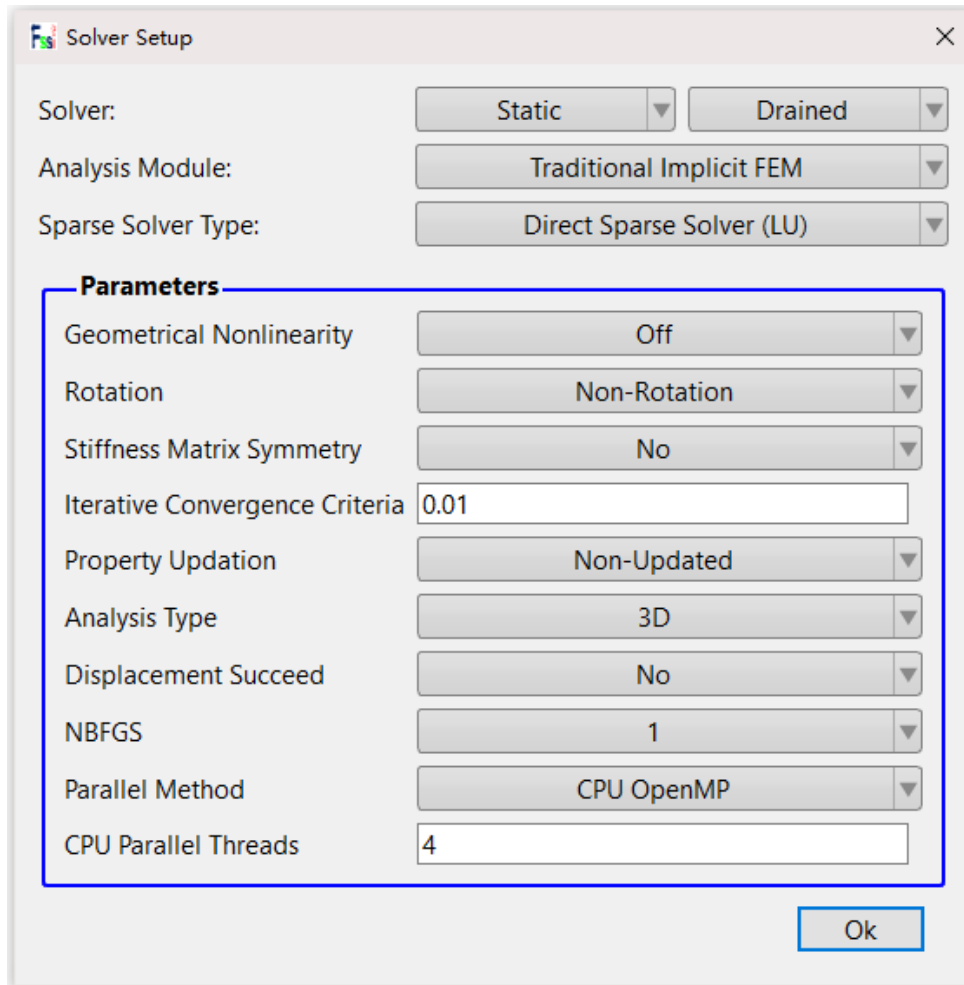 Fssi Solver Setup
Solver: Static Drained
Analysis Module: Traditional Implicit FEM
Sparse Solver Type: Direct Sparse Solver (LU)
Parameters
Geometrical Nonlinearity Off
Rotation Non-Rotation
Stiffness Matrix Symmetry No
Iterative Convergence Criteria 0.01
Property Updation Non-Updated
Analysis Type 3D
Displacement Succeed No
NBFGS 1
Parallel Method CPU OpenMP
CPU Parallel Threads 4
Ok